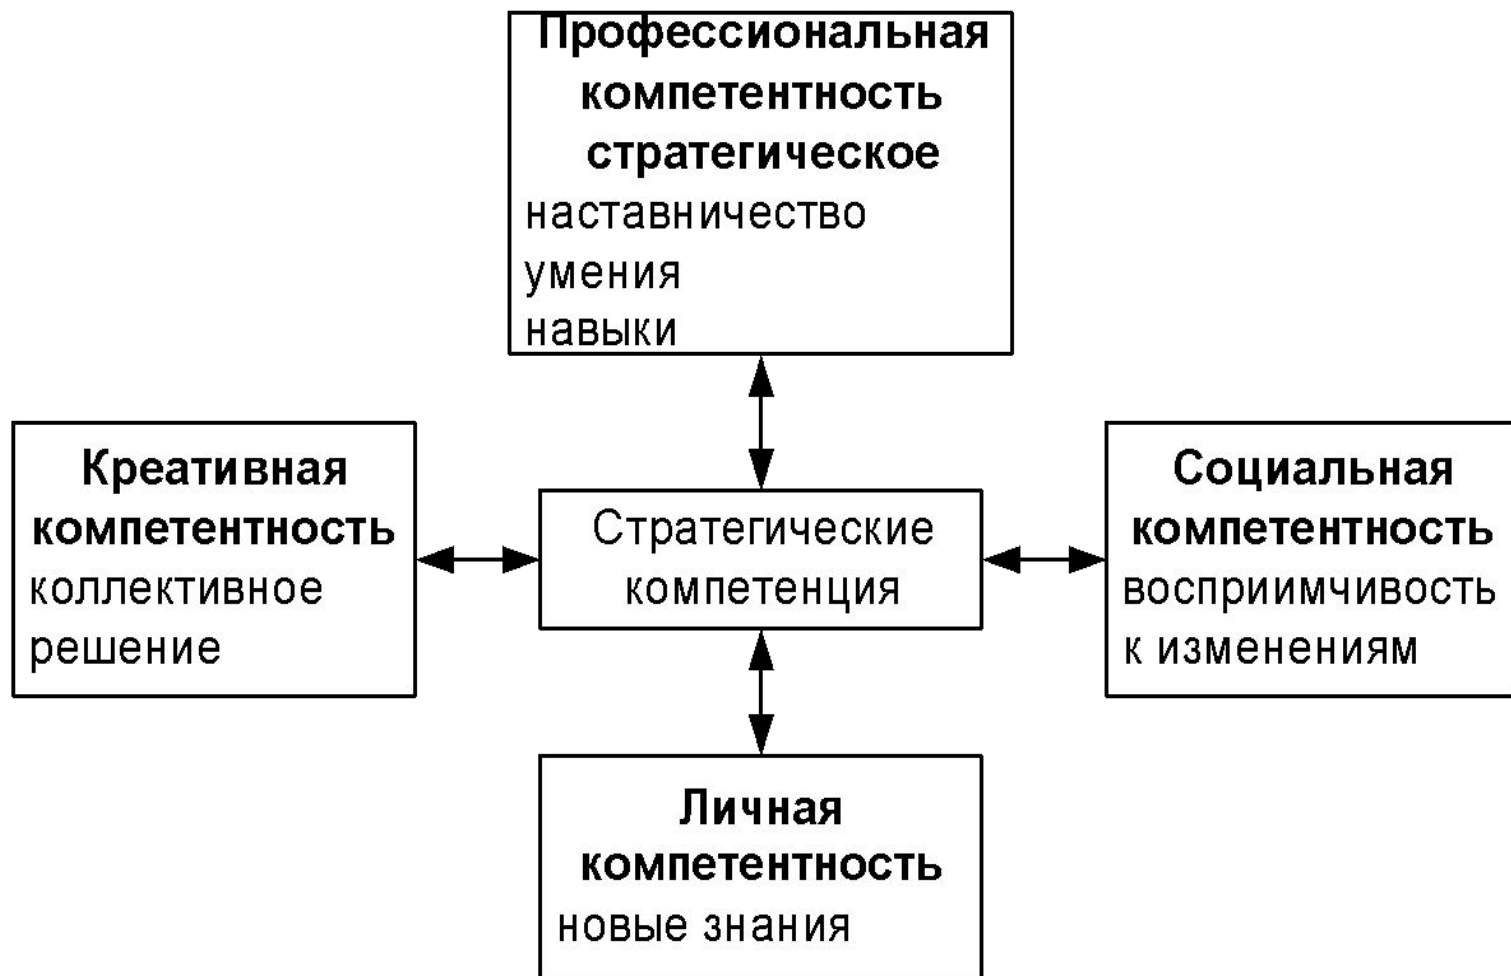 Профессиональная
компетентность
стратегическое
наставничество
умения
навыки
Креативная
компетентность
коллективное
решение
Стратегические
компетенция
Социальная
компетентность
восприимчивость
к изменениям
Личная
компетентность
новые знания